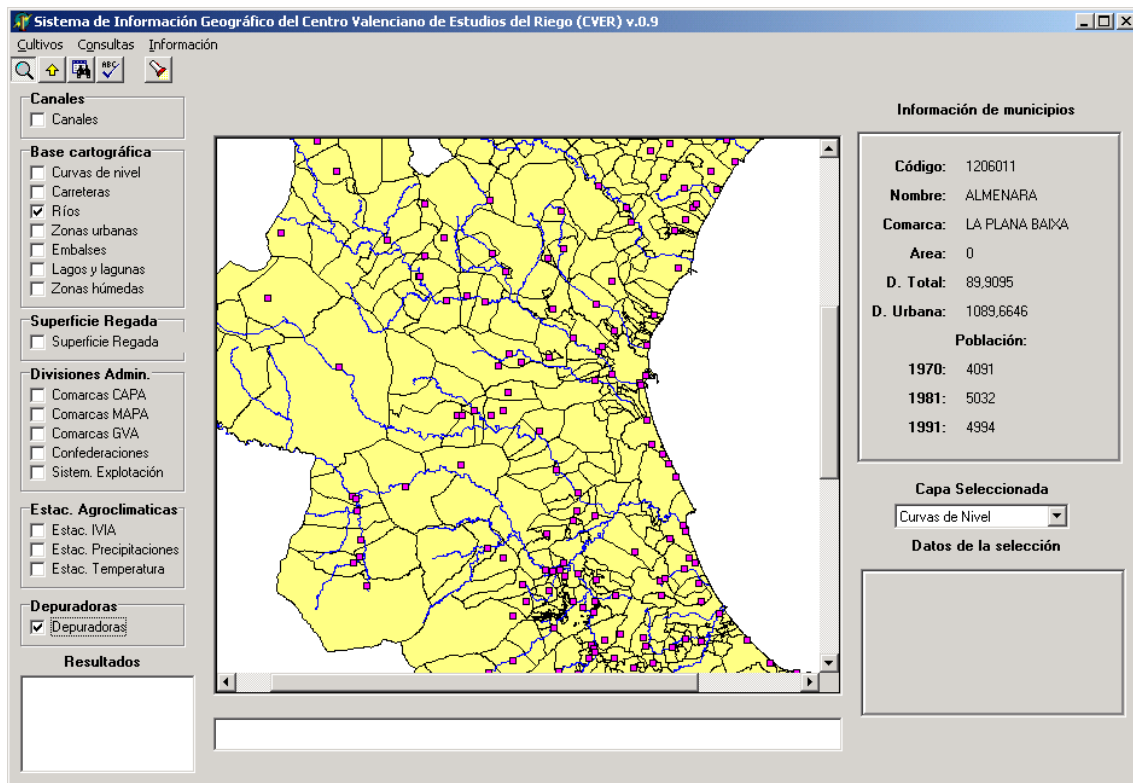 Sistema de Información Geográfico del Centro Valenciano de Estudios del Riego (CVER) v.0.9
Cultivos Consultas Información
ABC
Canales
Canales
Base cartográfica
Curvas de nivel
Carreteras
Ríos
Zonas urbanas
Embalses
Lagos y lagunas
Zonas húmedas
Superficie Regada
Superficie Regada
Divisiones Admin.
Comarcas CAPA
Comarcas MAPA
Comarcas GVA
Confederaciones
Sistem. Explotación
Estac. Agroclimaticas
Estac. IVIA
Estac. Precipitaciones
Estac. Temperatura
Depuradoras
Depuradoras
Resultados
Información de municipios
Código: 1206011
Nombre: ALMENARA
Comarca: LA PLANA BAIXA
Area: 0
D. Total: 89,9095
D. Urbana: 1089,6646
Población:
1970: 4091
1981: 5032
1991: 4994
Capa Seleccionada
Curvas de Nivel
Datos de la selección